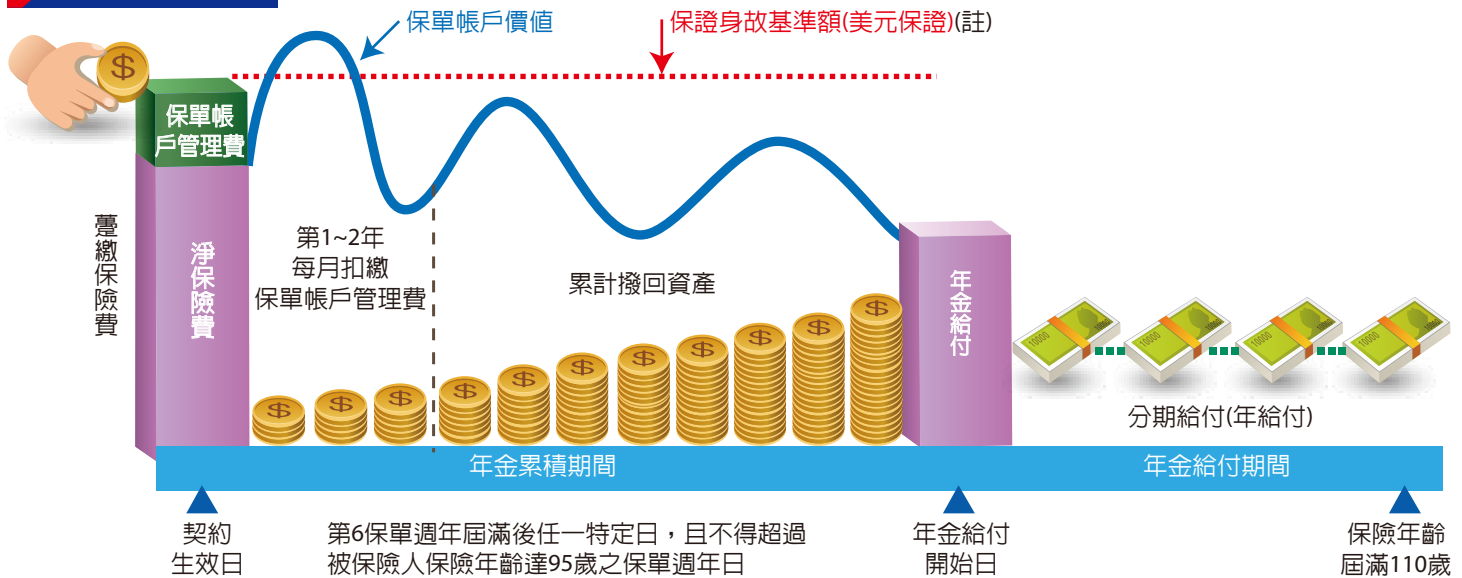 保單帳戶價值
保證身故基準額(美元保證)(註)
$
保單帳
戶管理費
躉繳保險費
淨保險費
第1~2年
每月扣繳
保單帳戶管理費
累計撥回資產
年金給付
$
$
$
$
$
$
$
$
$
$
$
10000
10000
10000
10000
10000
分期給付(年給付)
年金累積期間
年金給付期間
契約
生效日
第6保單週年屆滿後任一特定日，且不得超過
被保險人保險年齡達95歲之保單週年日
年金給付
開始日
保險年齡
屆滿110歲